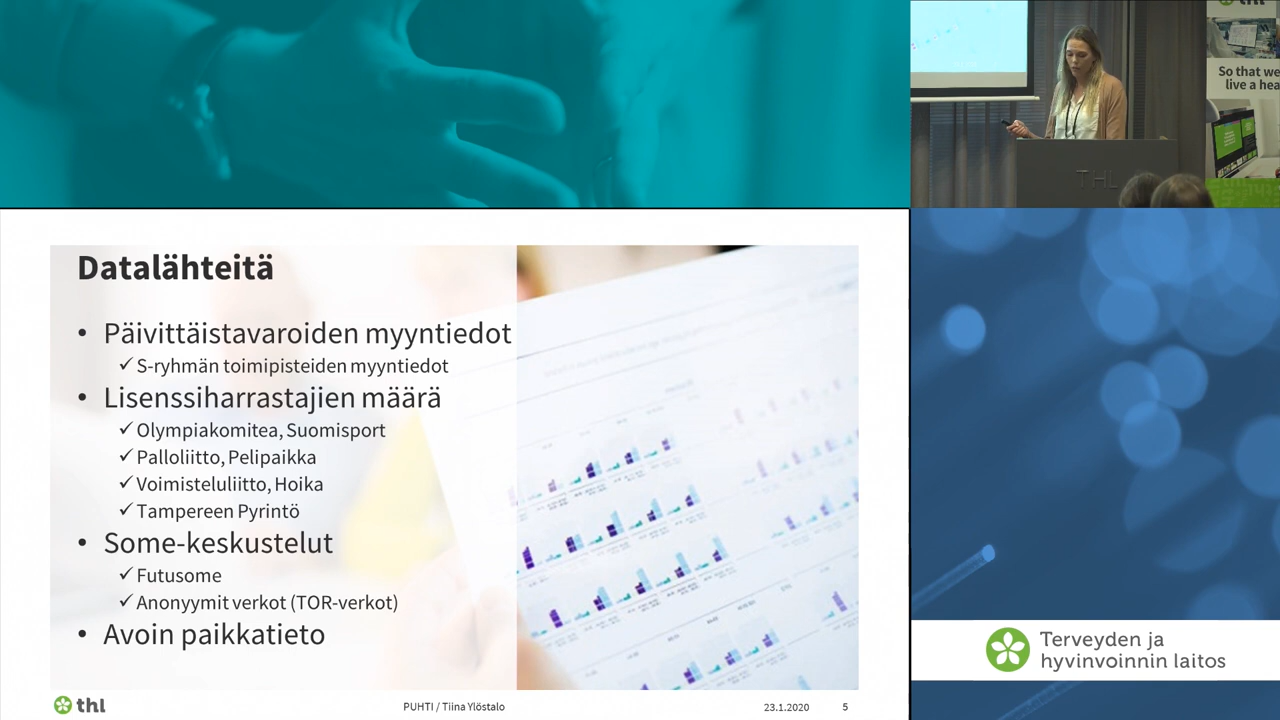 thl
So that we
live a hea
THL
Datalähteitä
• Päivittäistavaroiden myyntiedot
✓ S-ryhmän toimipisteiden myyntiedot
• Lisenssiharrastajien määrä
✓ Olympiakomitea, Suomisport
✓ Palloliitto, Pelipaikka
✓ Voimisteluliitto, Hoika
✓ Tampereen Pyrintö
• Some-keskustelut
✓ Futusome
✓ Anonyymit verkot (TOR-verkot)
• Avoin paikkatieto
thl
PUHTI / Tiina Ylöstalo
23.1.2020
5
Terveyden ja
hyvinvoinnin laitos